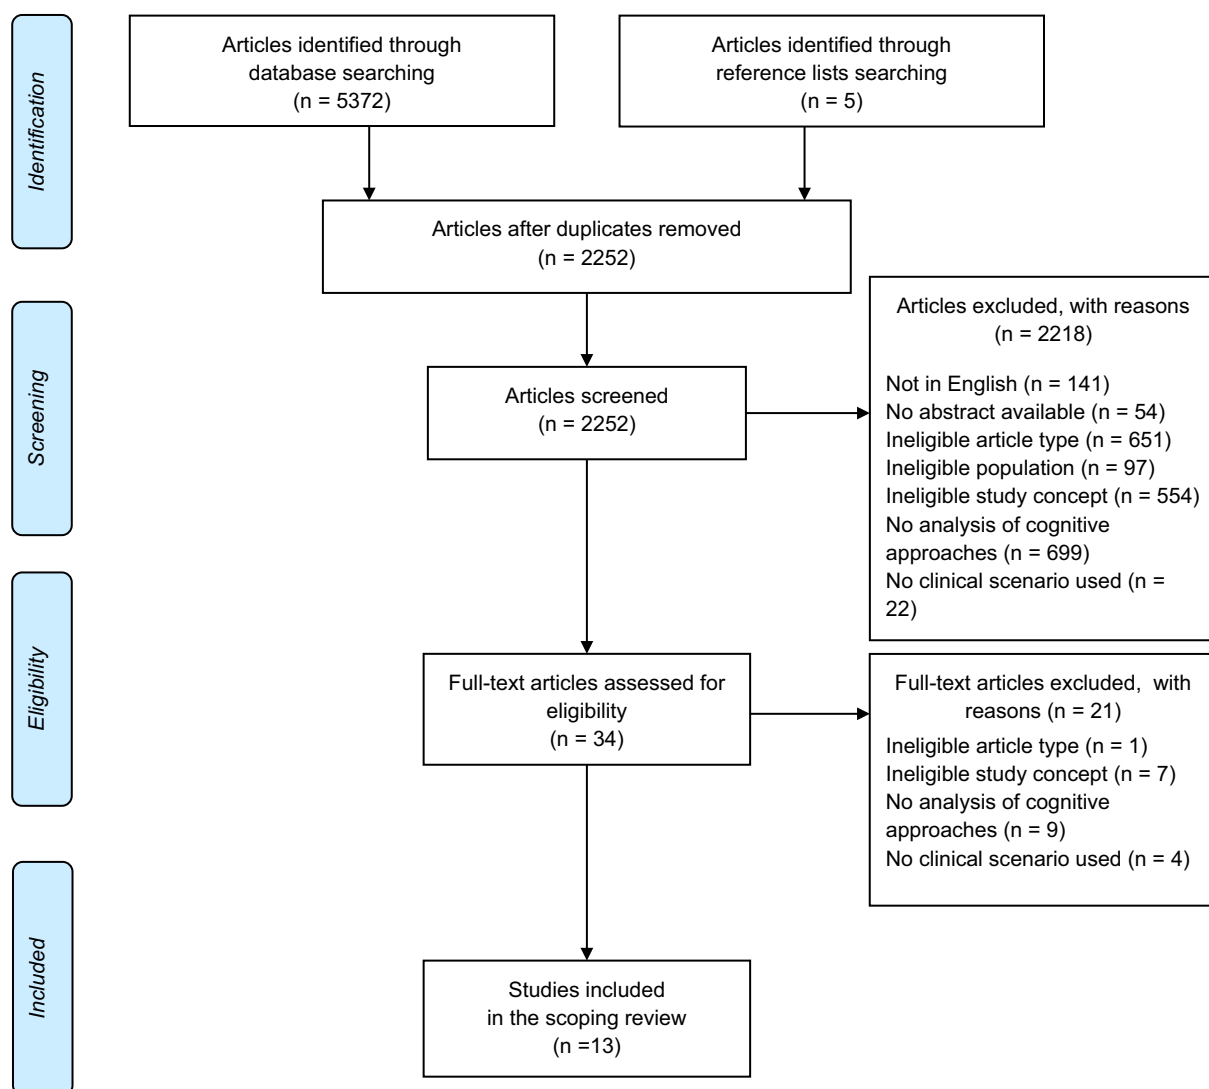 Identification
Articles identified through
database searching
(n = 5372)
Articles identified through
reference lists searching
(n = 5)
Articles after duplicates removed
(n = 2252)
Screening
Articles screened
(n = 2252)
Articles excluded, with reasons
(n = 2218)
Not in English (n = 141)
No abstract available (n = 54)
Ineligible article type (n = 651)
Ineligible population (n = 97)
Ineligible study concept (n = 554)
No analysis of cognitive
approaches (n = 699)
No clinical scenario used (n =
22)
Eligibility
Full-text articles assessed for
eligibility
(n = 34)
Full-text articles excluded,  with
reasons (n = 21)
Ineligible article type (n = 1)
Ineligible study concept (n = 7)
No analysis of cognitive
approaches (n = 9)
No clinical scenario used (n = 4)
Included
Studies included
in the scoping review
(n =13)